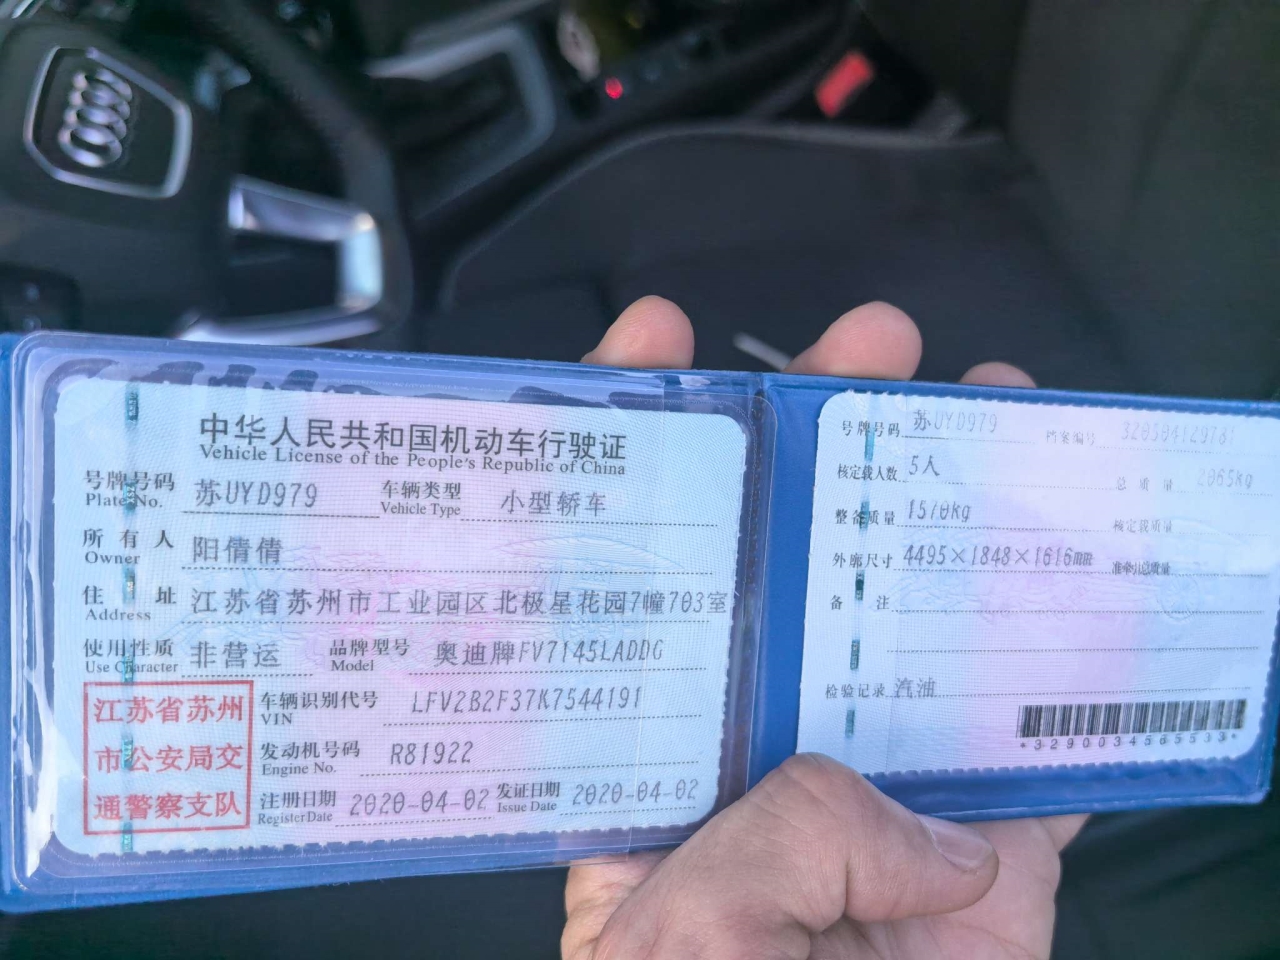 中华人民共和国机动车行驶证
Vehicle License of the People's Republic of China
号牌号码 苏UYD979 车辆类型 小型轿车
Plate No. Vehicle Type
所有人 阳倩倩
Owner
住址 江苏省苏州市工业园区北极星花园7幢703室
Address
使用性质 非营运 品牌型号 奥迪牌FV7145LADDG
Use Character Model
江苏省苏州
市公安局交
通警察支队
车辆识别代号 LFV2B2F37K7544191
VIN
发动机号码 R81922
Engine No.
注册日期 2020-04-02 发证日期 2020-04-02
Register Date Issue Date
号牌号码 苏UYD979 档案编号
核定载人数 5人 总质量 2065kg
整备质量 1570kg 核定载质量
外廓尺寸 4495×1848×1616mm 准牵引总质量
备注
检验记录 汽油
*3290034565533*